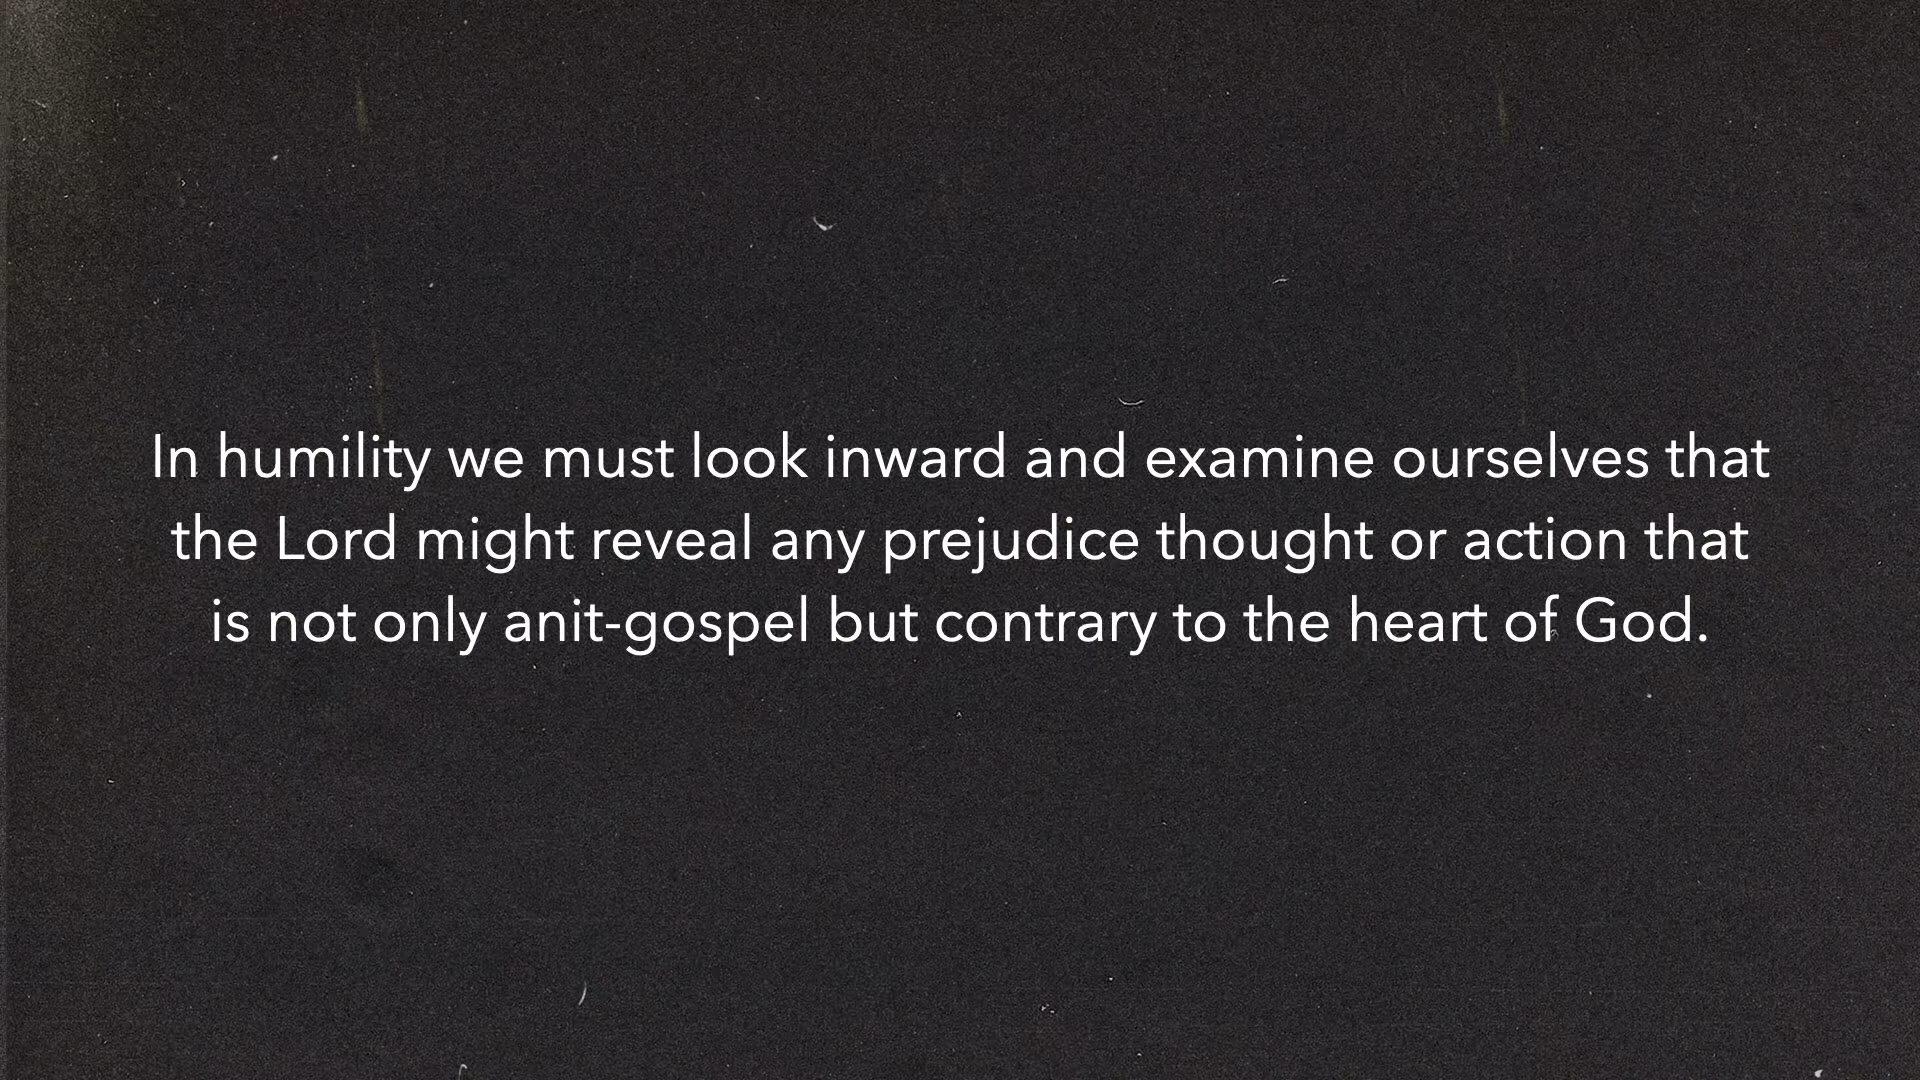 In humility we must look inward and examine ourselves that
the Lord might reveal any prejudice thought or action that
is not only anit-gospel but contrary to the heart of God.